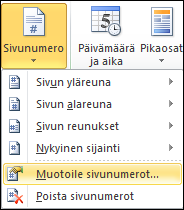 Sivunumero
Päivämäärä ja aika
Pikaosat
Sivun yläreuna
Sivun alareuna
Sivun reunukset
Nykyinen sijainti
Muotoile sivunumerot...
Poista sivunumerot